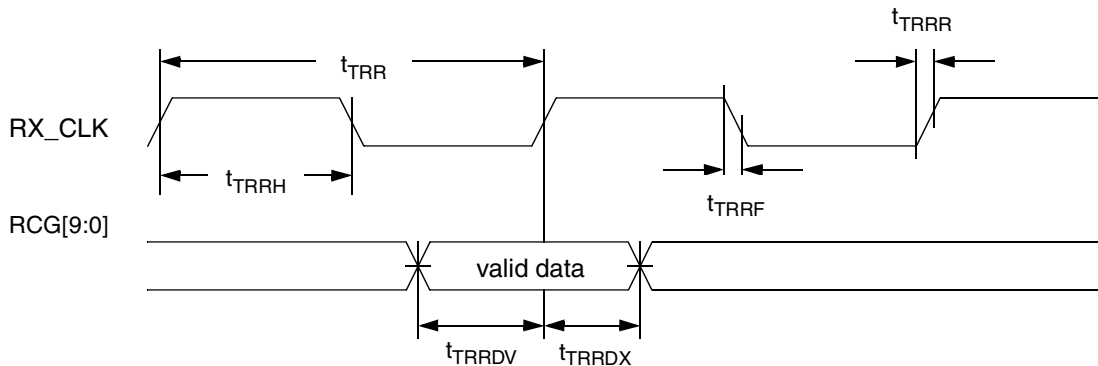 tTRRR
tTRR
RX_CLK
tTRRH
tTRRF
RCG[9:0]
valid data
tTRRDV
tTRRDX